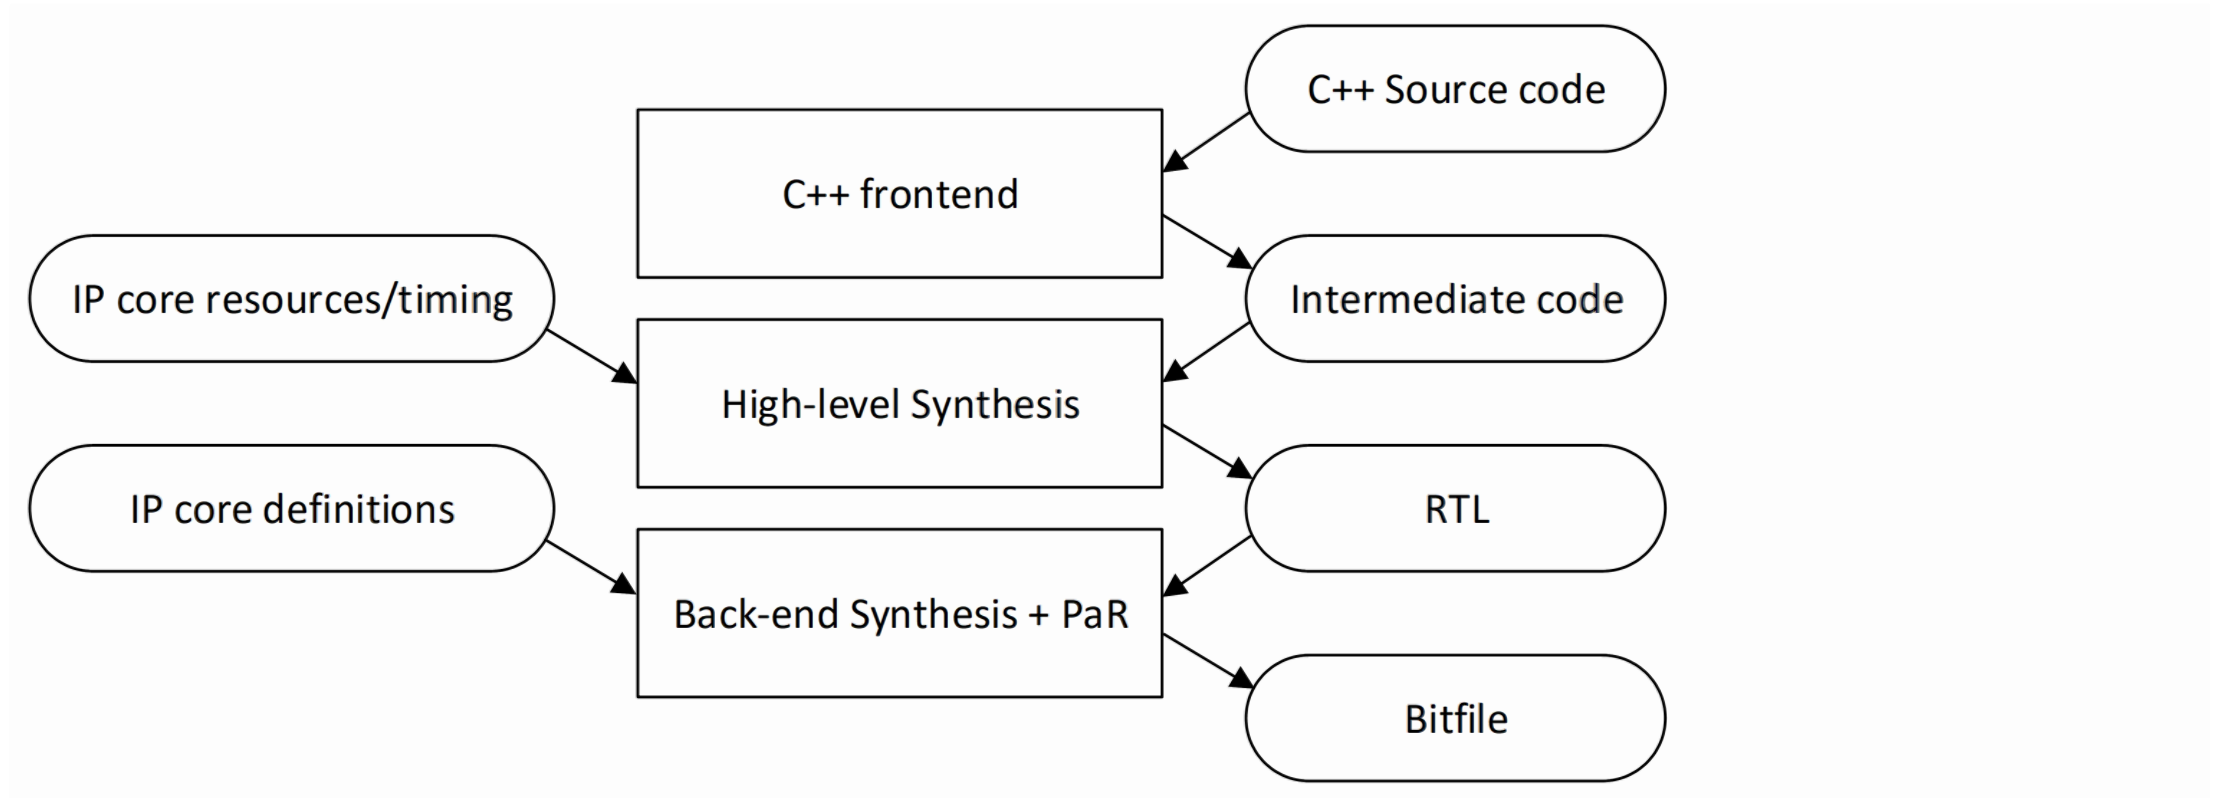 C++ Source code
C++ frontend
IP core resources/timing
Intermediate code
High-level Synthesis
IP core definitions
RTL
Back-end Synthesis + PaR
Bitfile